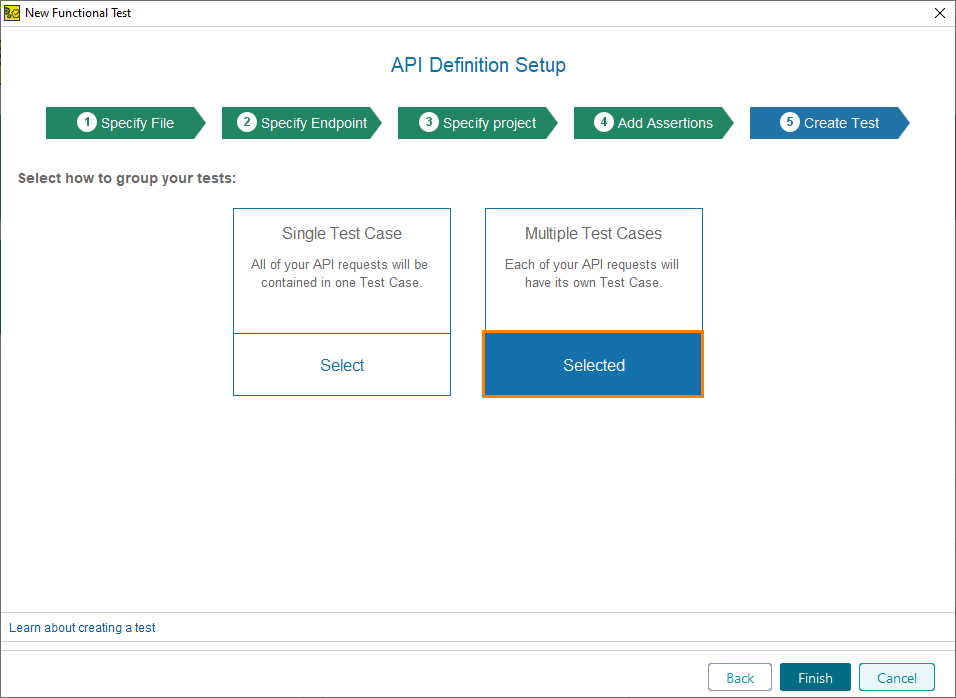 New Functional Test
API Definition Setup
1 Specify File
2 Specify Endpoint
3 Specify project
4 Add Assertions
5 Create Test
Select how to group your tests:
Single Test Case
All of your API requests will be
contained in one Test Case.
Select
Multiple Test Cases
Each of your API requests will
have its own Test Case.
Selected
Learn about creating a test
Back
Finish
Cancel